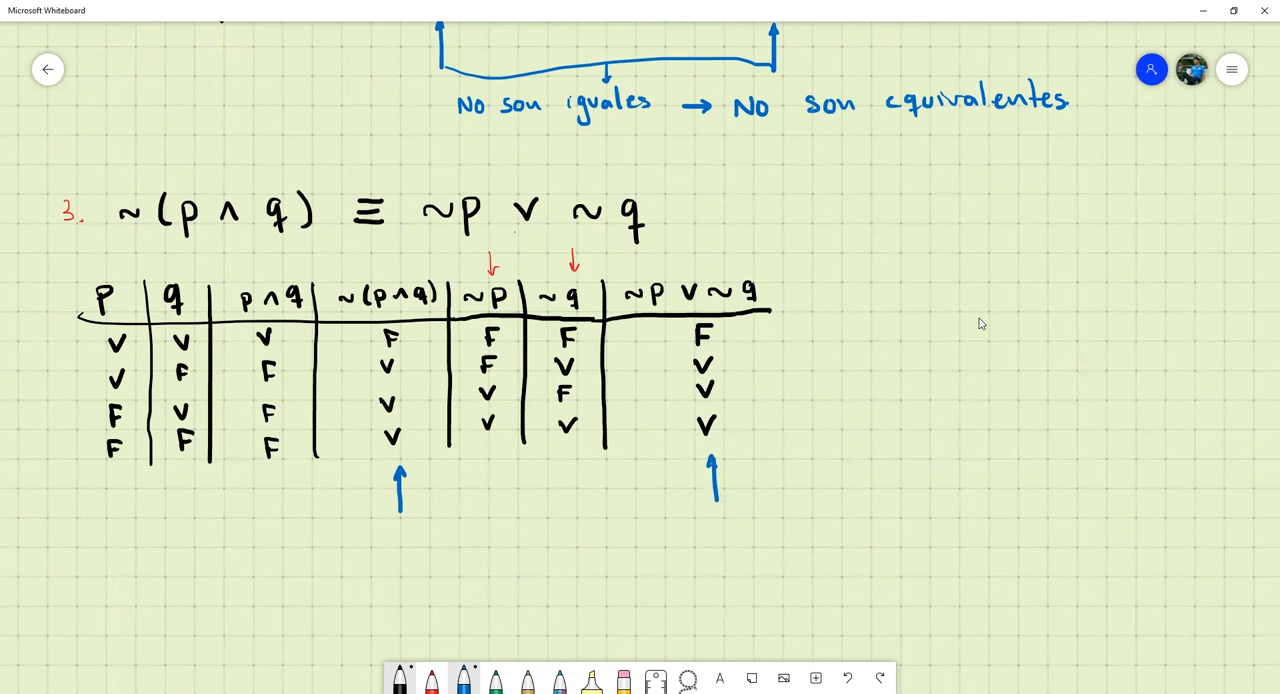 Microsoft Whiteboard
No son iguales → No son equivalentes.
3. ~(p ∧ q) ≡ ~p ∨ ~q
p q p ∧ q ~(p ∧ q) ~p ~q ~p ∨ ~q
V V V F F F F
V F F V F V V
F V F V V F V
F F F V V V V
A